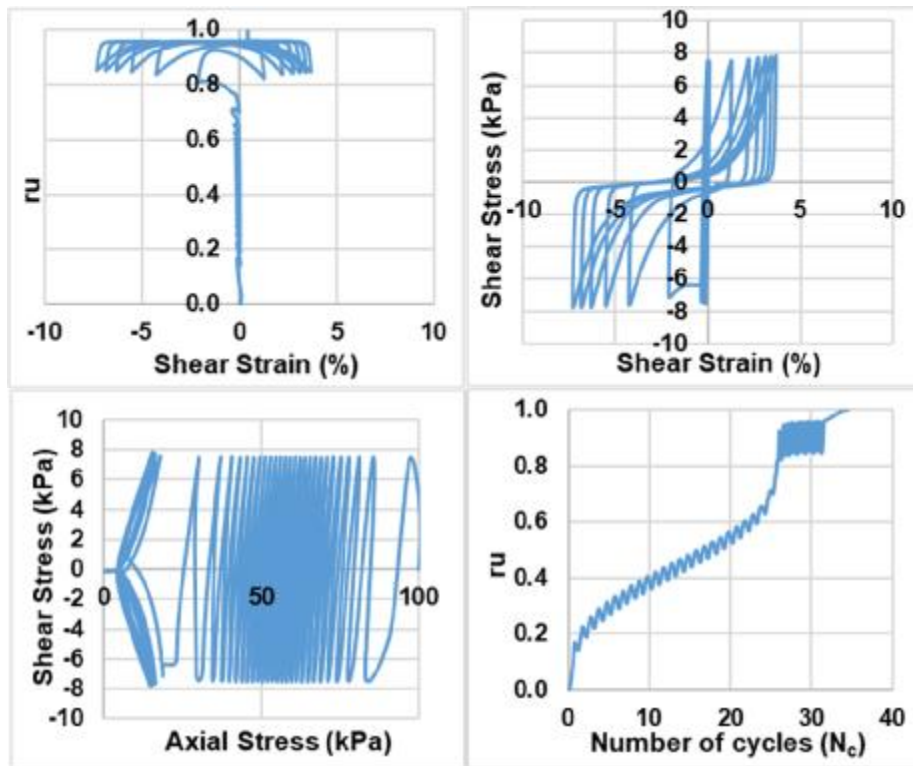 1.0
0.8
0.6
0.4
0.2
0.0
ru
-10 -5 0 5 10
Shear Strain (%)
10
8
6
4
2
0
-2
-4
-6
-8
-10
Shear Stress (kPa)
-10 -5 0 5 10
Shear Strain (%)
10
8
6
4
2
0
-2
-4
-6
-8
-10
Shear Stress (kPa)
0 50 100
Axial Stress (kPa)
1.0
0.8
0.6
0.4
0.2
0.0
ru
0 10 20 30 40
Number of cycles (Nc)